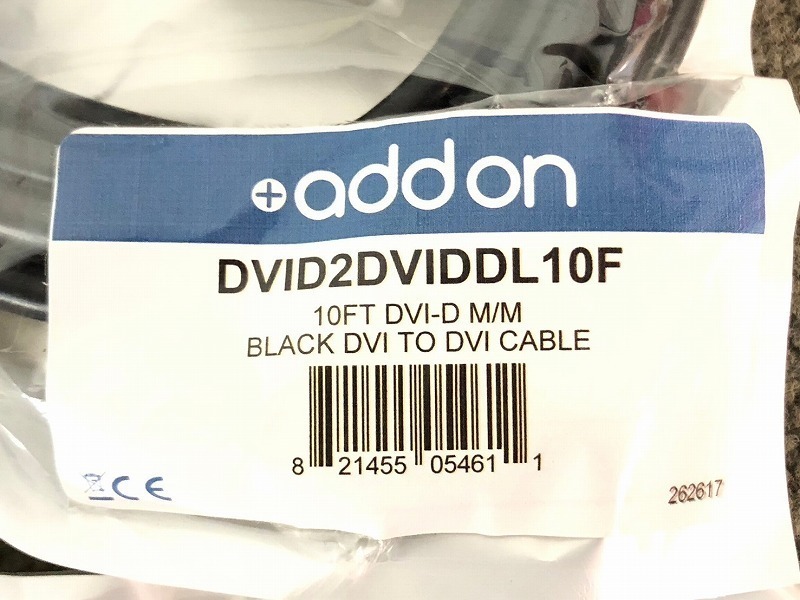 addon
DVID2DVIDDL10F
10FT DVI-D M/M
BLACK DVI TO DVI CABLE
8 21455 05461 1
CE
262617